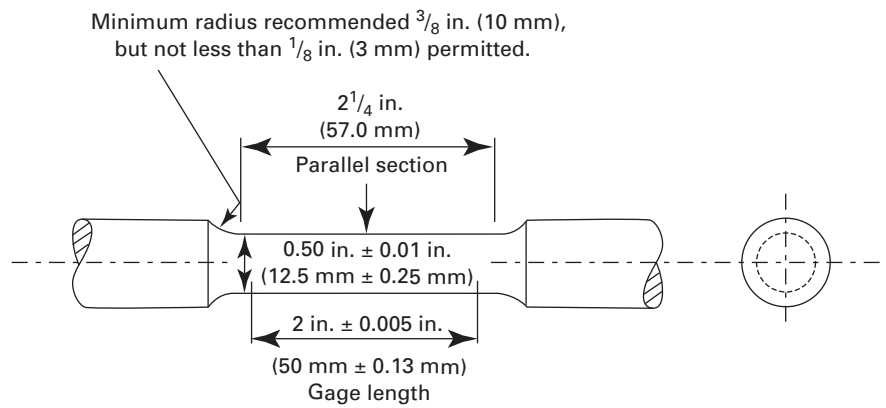 Minimum radius recommended 3/8 in. (10 mm),
but not less than 1/8 in. (3 mm) permitted.
2 1/4 in.
(57.0 mm)
Parallel section
0.50 in. ± 0.01 in.
(12.5 mm ± 0.25 mm)
2 in. ± 0.005 in.
(50 mm ± 0.13 mm)
Gage length